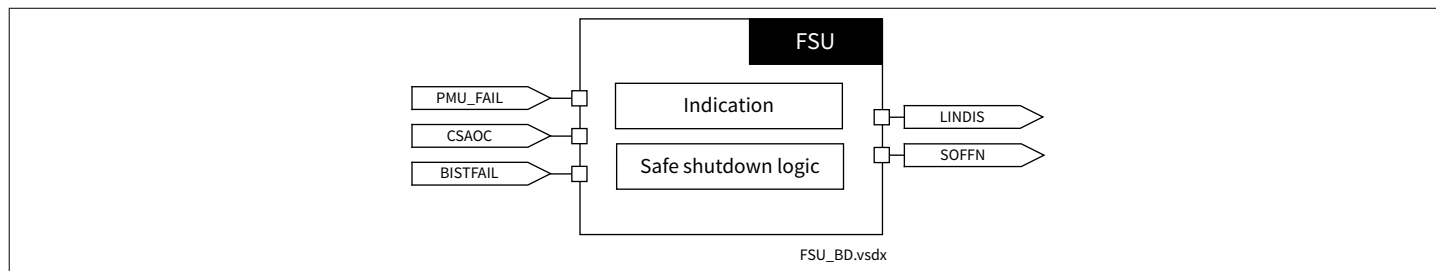 FSU
PMU_FAIL
CSAOC
BISTFAIL
Indication
Safe shutdown logic
LINDIS
SOFFN
FSU_BD.vsdx